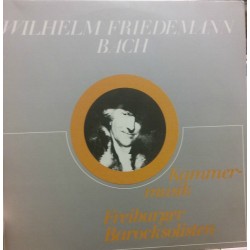 WILHELM FRIEDEMANN
BACH
kammer-
musik
Freiburger
Barocksolisten